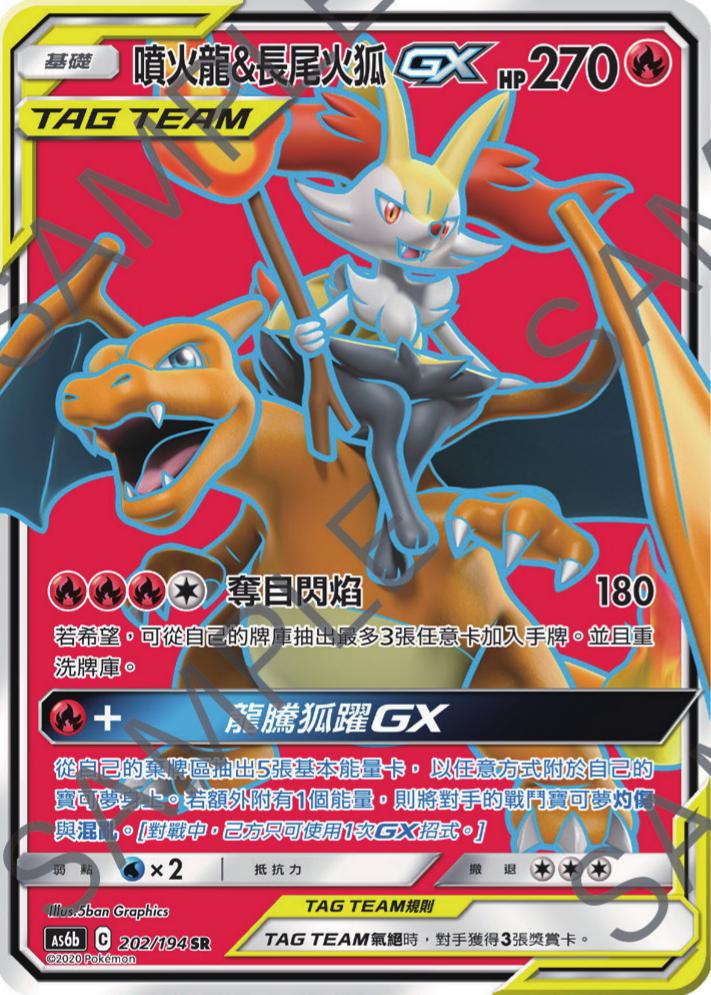 基礎 噴火龍&長尾火狐 GX HP 270
TAG TEAM
奪目閃焰 180
若希望,可從自己的牌庫抽出最多3張任意卡加入手牌。並且重
洗牌庫。
+ 龍騰狐躍GX
從自己的棄牌區抽出5張基本能量卡,以任意方式附於自己的
寶可夢身上。若額外附有1個能量,則將對手的戰鬥寶可夢灼傷
與混亂。[對戰中,己方只可使用1次GX招式。]
弱點 ×2 抵抗力 撤退
Illus.5ban Graphics
TAG TEAM規則
AS6b C 202/194 SR
TAG TEAM氣絕時,對手獲得3張獎賞卡。
©2020 Pokémon
SAMPLE
SAMPLE
SAMPLE
SAMPLE